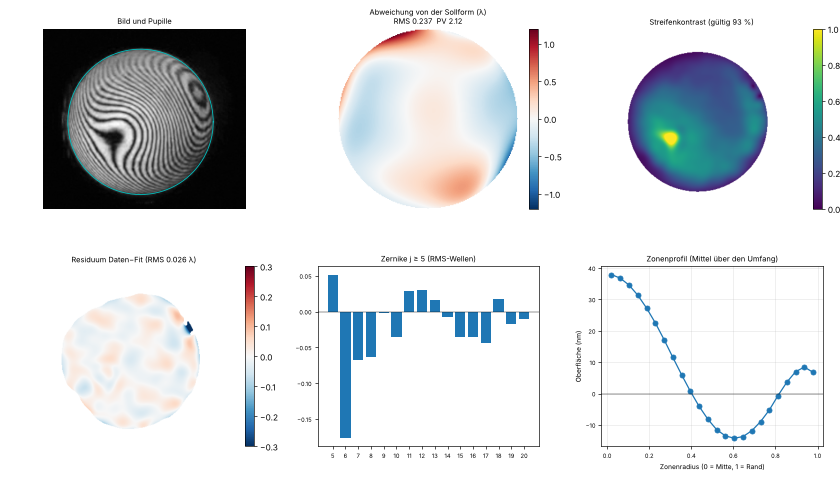 Bild und Pupille
Abweichung von der Sollform (λ)
RMS 0.237 PV 2.12
1.0
0.5
0.0
−0.5
−1.0
Streifenkontrast (gültig 93 %)
1.0
0.8
0.6
0.4
0.2
0.0
Residuum Daten−Fit (RMS 0.026 λ)
0.3
0.2
0.1
0.0
−0.1
−0.2
−0.3
Zernike j ≥ 5 (RMS-Wellen)
0.05
0.00
−0.05
−0.10
−0.15
5 6 7 8 9 10 11 12 13 14 15 16 17 18 19 20
Zonenprofil (Mittel über den Umfang)
Oberfläche (nm)
40
30
20
10
0
−10
0.0 0.2 0.4 0.6 0.8 1.0
Zonenradius (0 = Mitte, 1 = Rand)